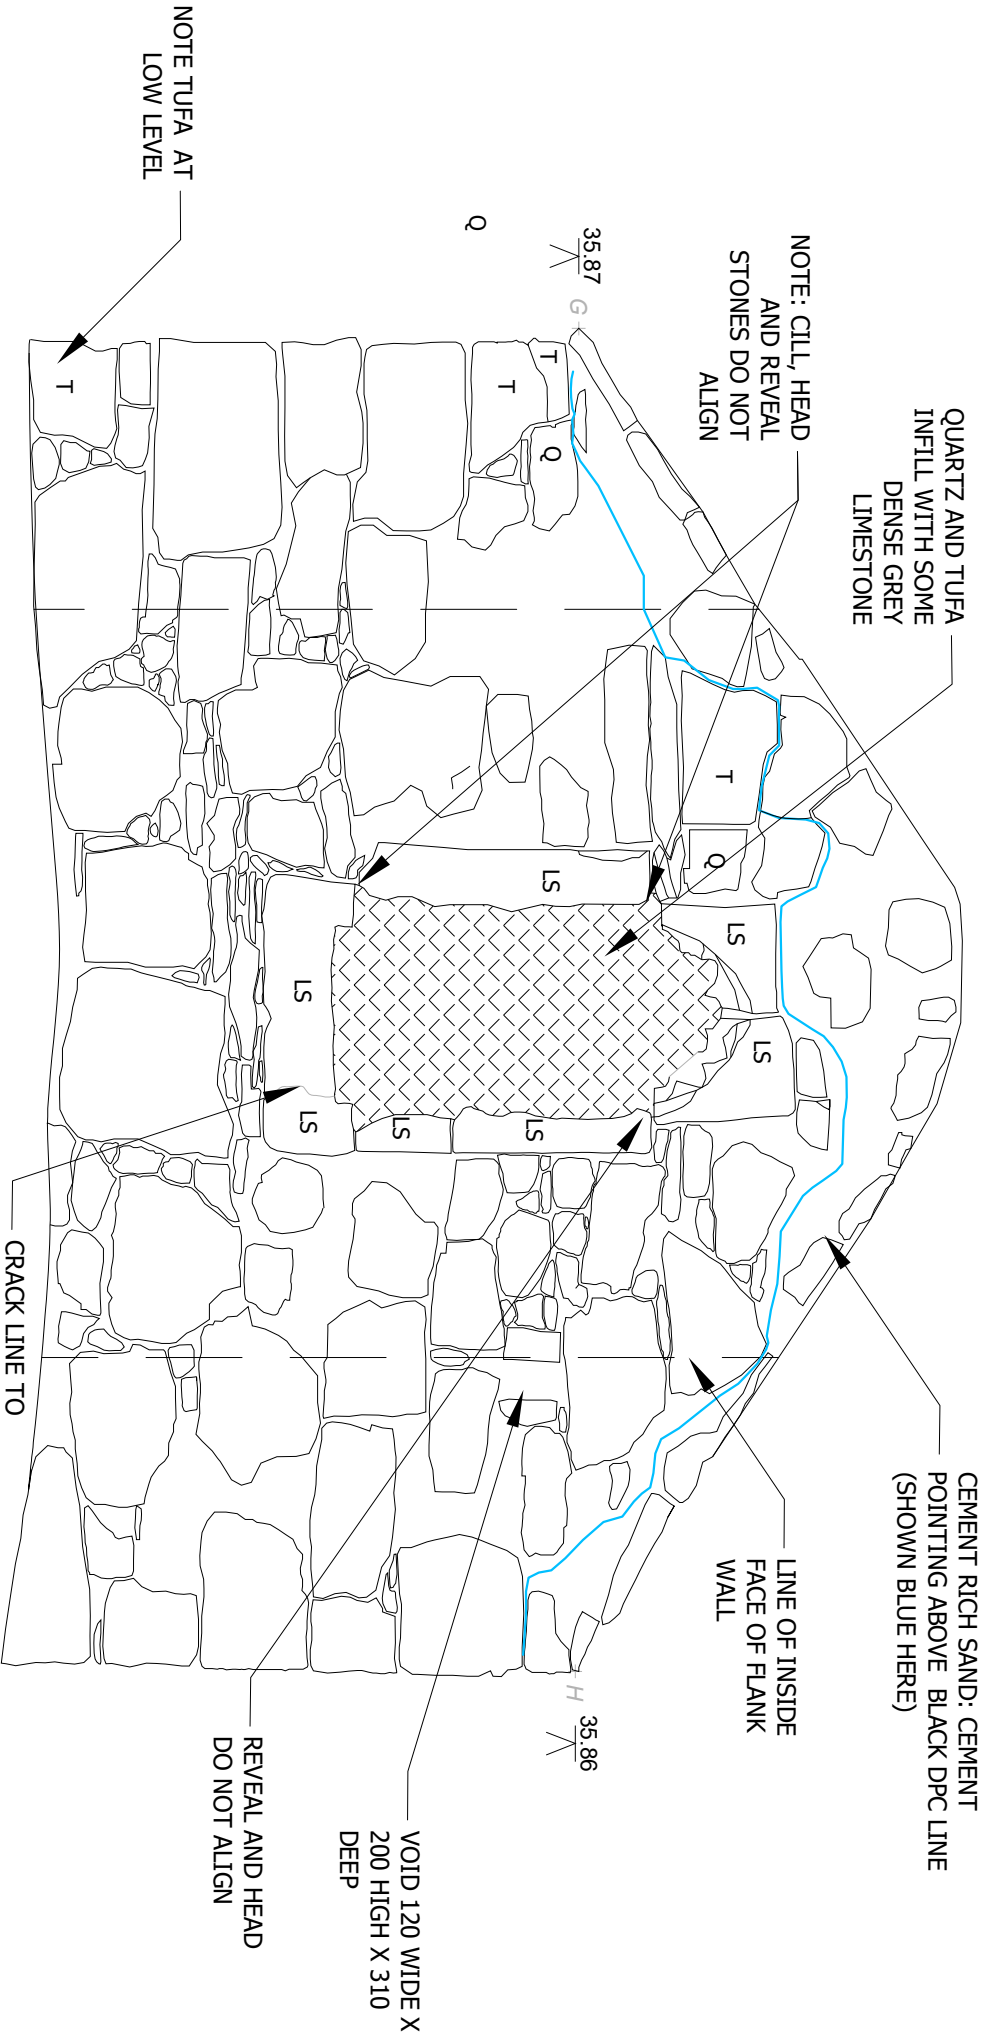 QUARTZ AND TUFA
INFILL WITH SOME
DENSE GREY
LIMESTONE
CEMENT RICH SAND: CEMENT
POINTING ABOVE BLACK DPC LINE
(SHOWN BLUE HERE)
NOTE: CILL, HEAD
AND REVEAL
STONES DO NOT
ALIGN
LINE OF INSIDE
FACE OF FLANK
WALL
35.87
G
H
35.86
Q
T
Q
T
T
Q
LS
LS
LS
LS
LS
LS
LS
T
VOID 120 WIDE X
200 HIGH X 310
DEEP
REVEAL AND HEAD
DO NOT ALIGN
NOTE TUFA AT
LOW LEVEL
CRACK LINE TO